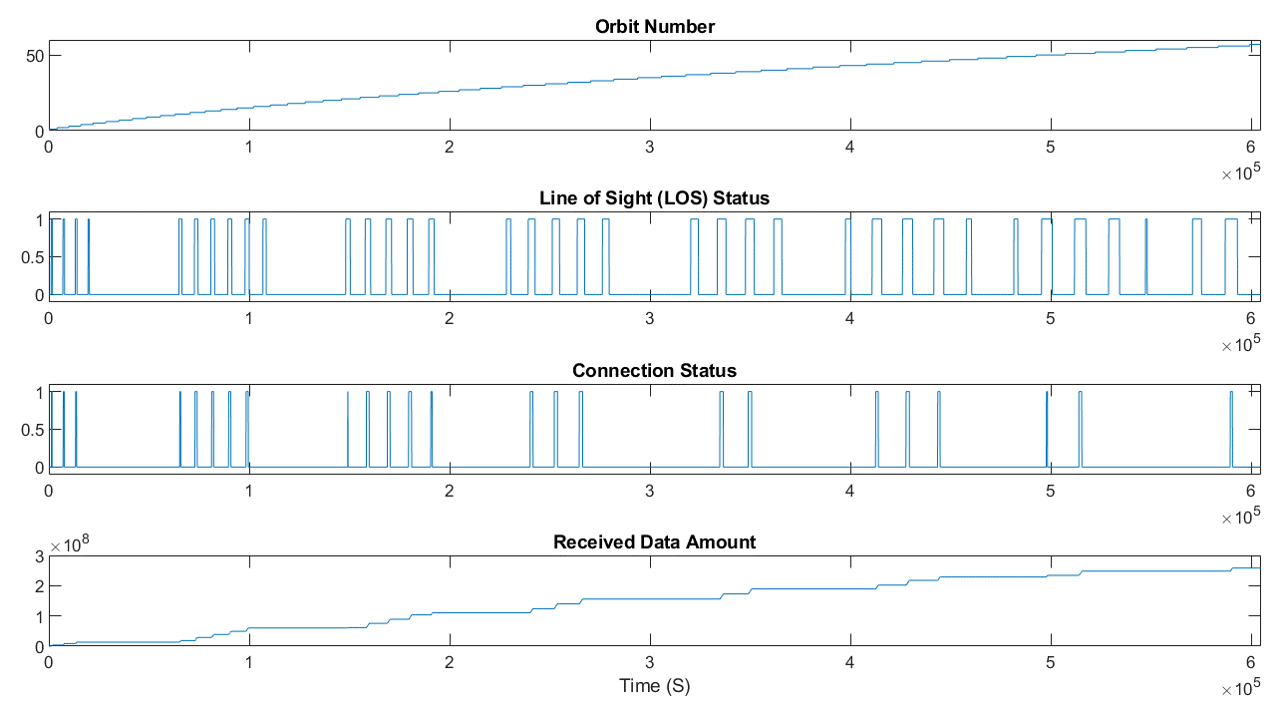 Orbit Number
50
0
0 1 2 3 4 5 6
×10^5
Line of Sight (LOS) Status
1
0.5
0
0 1 2 3 4 5 6
×10^5
Connection Status
1
0.5
0
0 1 2 3 4 5 6
×10^5
Received Data Amount
×10^8
3
2
1
0
0 1 2 3 4 5 6
Time (S)
×10^5